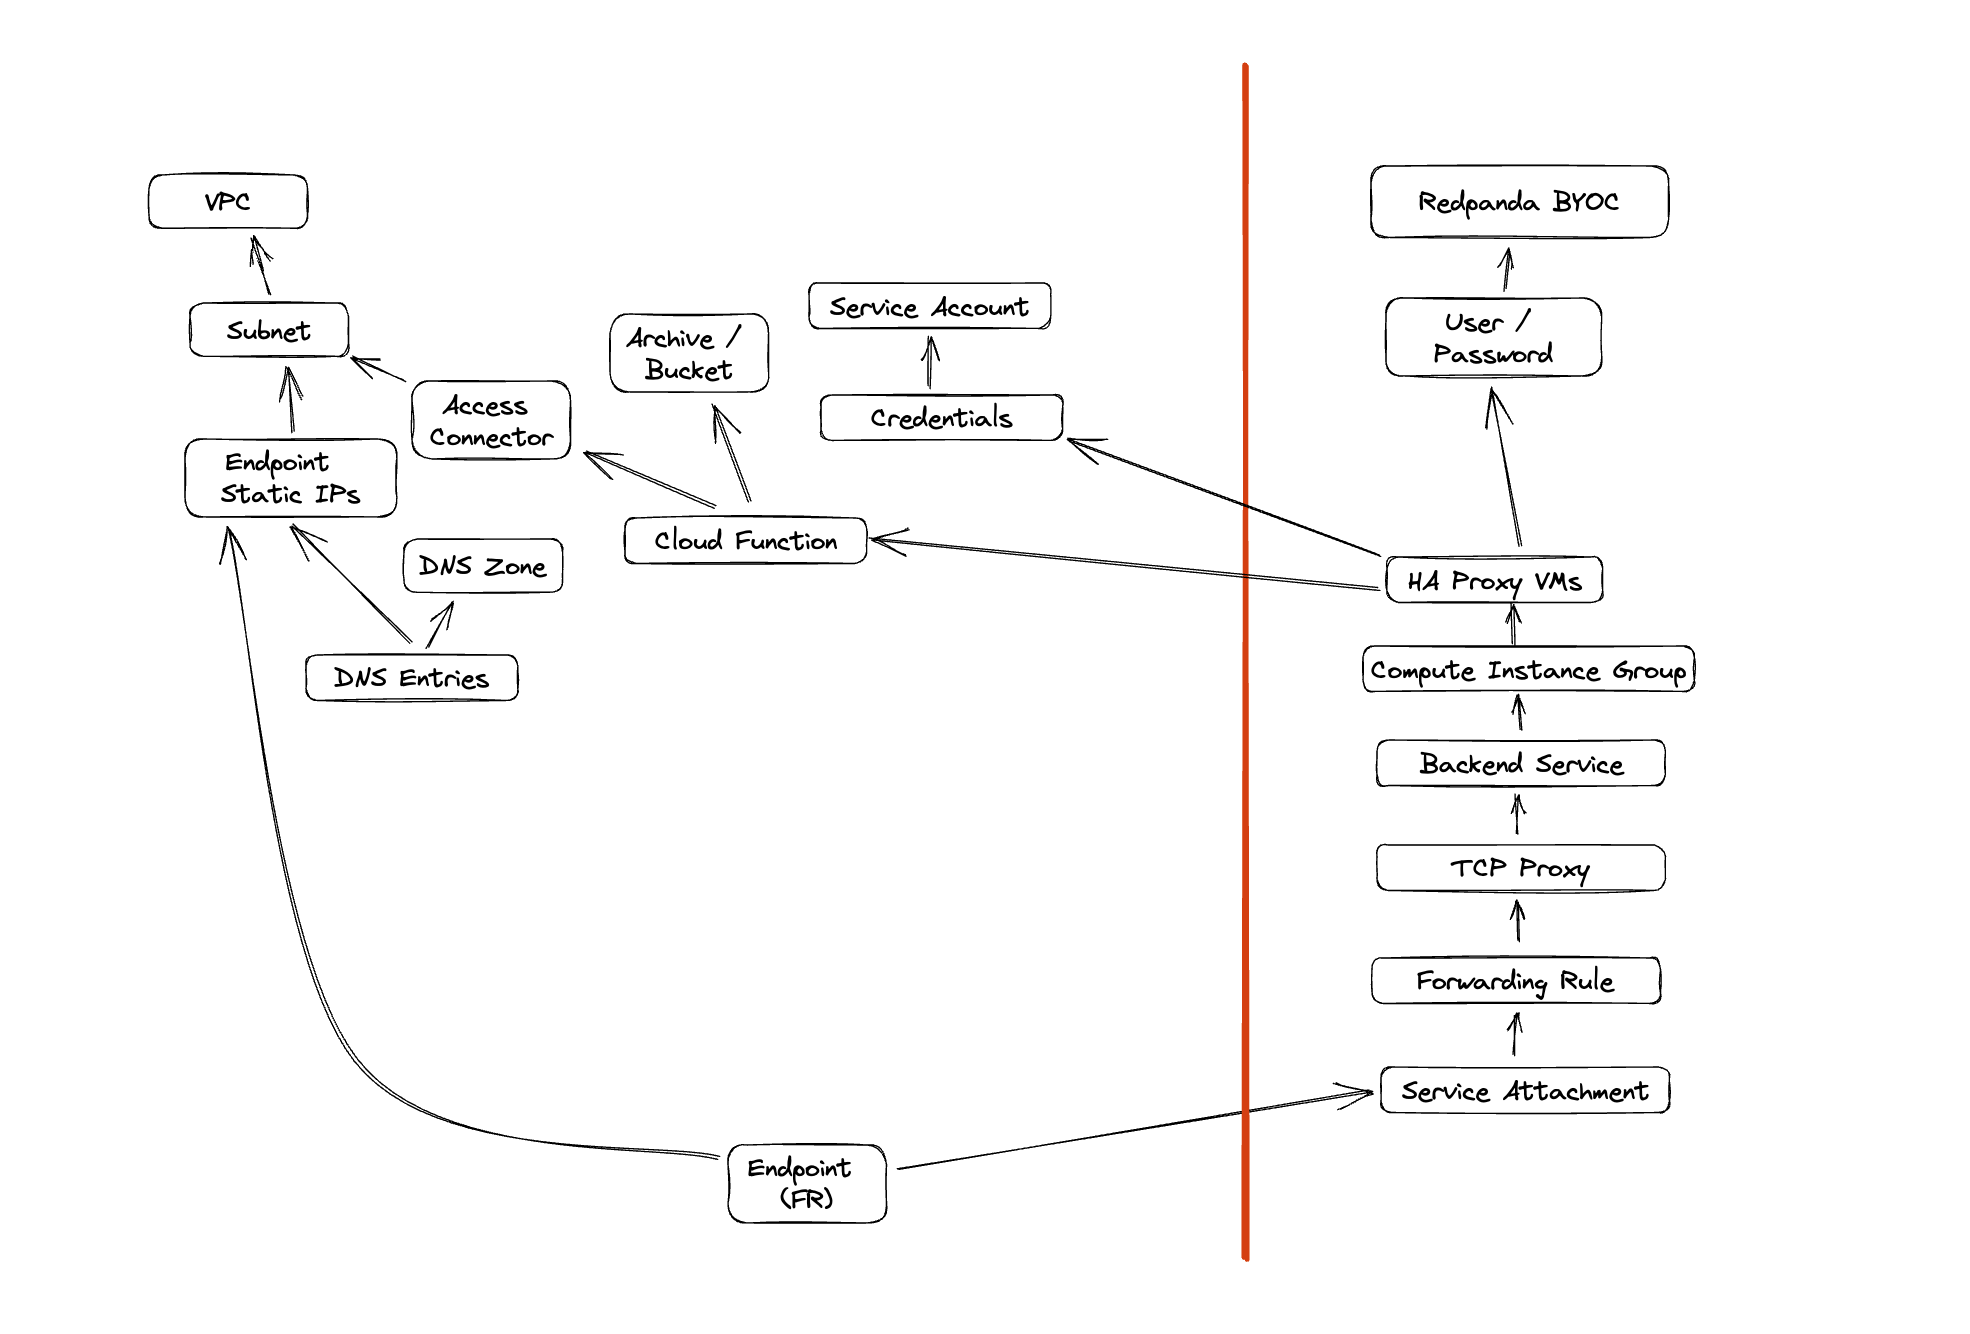 VPC
Subnet
Access
Connector
Endpoint
Static IPs
DNS Zone
DNS Entries
Archive /
Bucket
Service Account
Credentials
Cloud Function
Endpoint
(FR)
Redpanda BYOC
User /
Password
HA Proxy VMs
Compute Instance Group
Backend Service
TCP Proxy
Forwarding Rule
Service Attachment